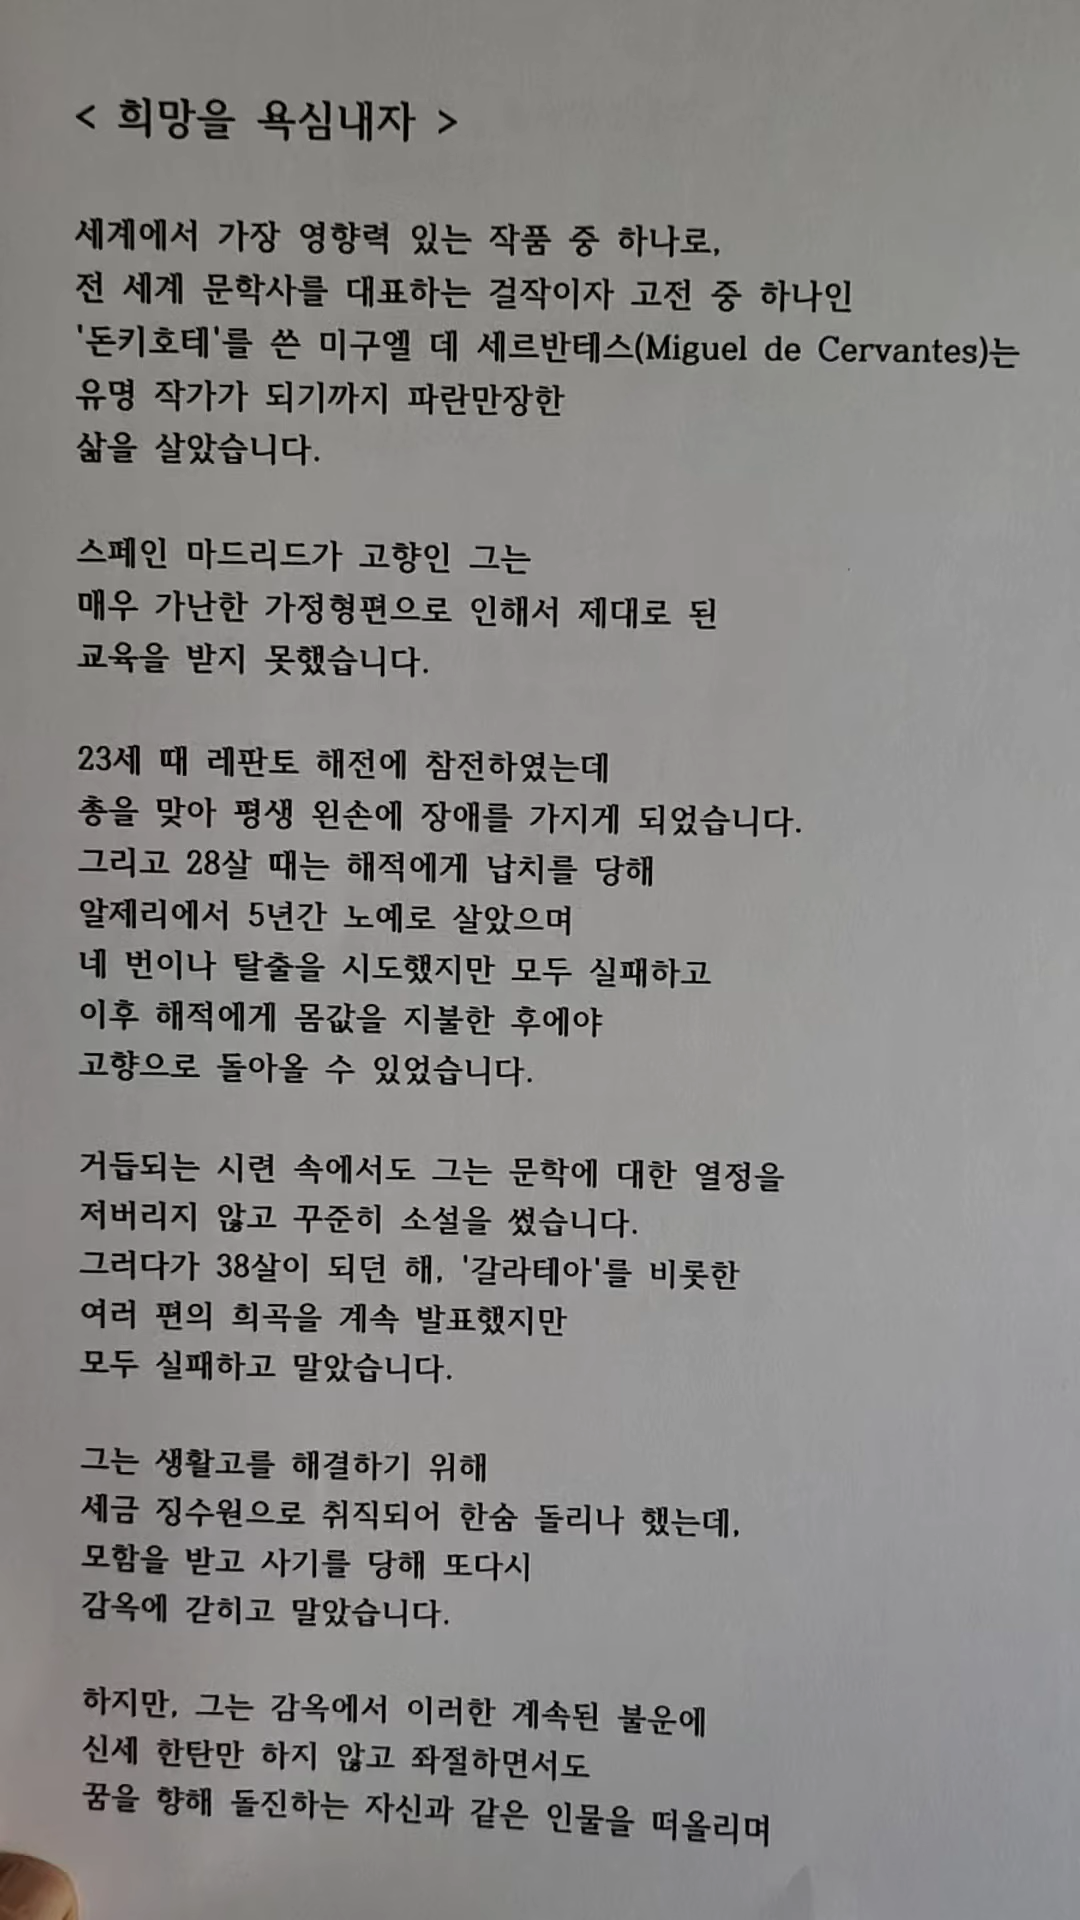 < 희망을 욕심내자 >
세계에서 가장 영향력 있는 작품 중 하나로,
전 세계 문학사를 대표하는 걸작이자 고전 중 하나인
'돈키호테'를 쓴 미구엘 데 세르반테스(Miguel de Cervantes)는
유명 작가가 되기까지 파란만장한
삶을 살았습니다.
스페인 마드리드가 고향인 그는
매우 가난한 가정형편으로 인해서 제대로 된
교육을 받지 못했습니다.
23세 때 레판토 해전에 참전하였는데
총을 맞아 평생 왼손에 장애를 가지게 되었습니다.
그리고 28살 때는 해적에게 납치를 당해
알제리에서 5년간 노예로 살았으며
네 번이나 탈출을 시도했지만 모두 실패하고
이후 해적에게 몸값을 지불한 후에야
고향으로 돌아올 수 있었습니다.
거듭되는 시련 속에서도 그는 문학에 대한 열정을
저버리지 않고 꾸준히 소설을 썼습니다.
그러다가 38살이 되던 해, '갈라테아'를 비롯한
여러 편의 희곡을 계속 발표했지만
모두 실패하고 말았습니다.
그는 생활고를 해결하기 위해
세금 징수원으로 취직되어 한숨 돌리나 했는데,
모함을 받고 사기를 당해 또다시
감옥에 갇히고 말았습니다.
하지만, 그는 감옥에서 이러한 계속된 불운에
신세 한탄만 하지 않고 좌절하면서도
꿈을 향해 돌진하는 자신과 같은 인물을 떠올리며